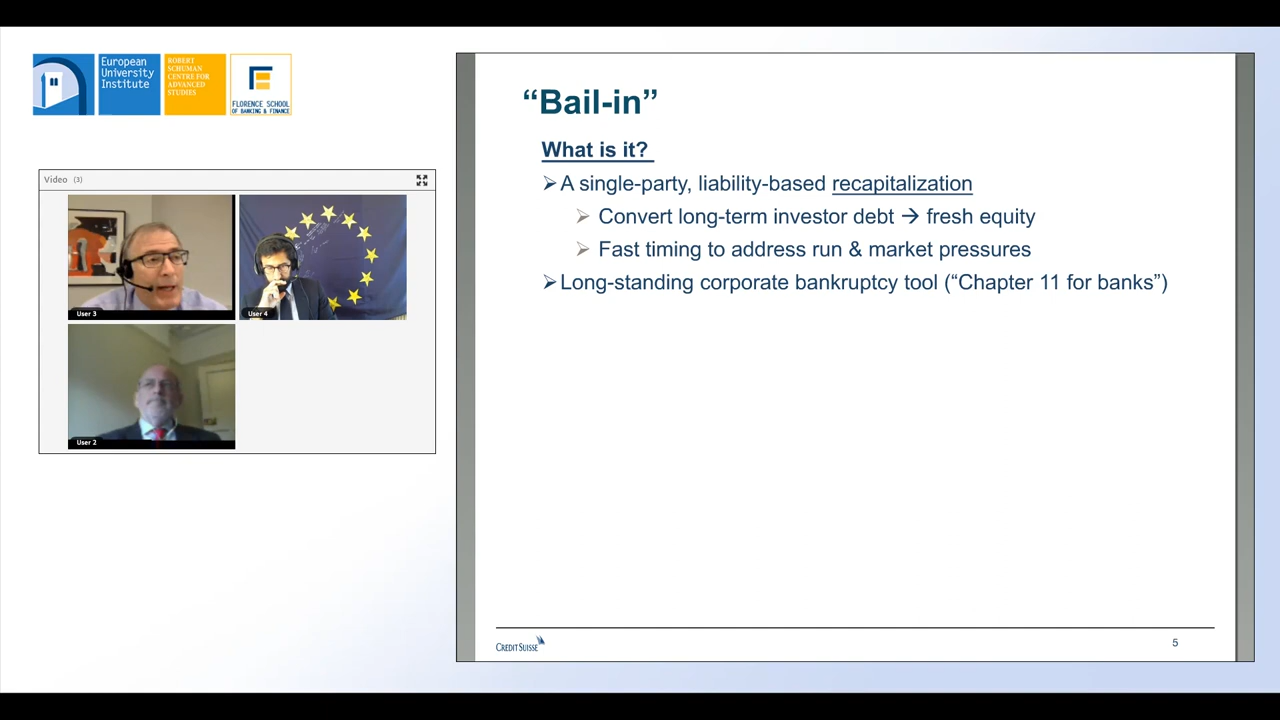 European
University
Institute
ROBERT
SCHUMAN
CENTRE FOR
ADVANCED
STUDIES
FLORENCE SCHOOL
OF BANKING & FINANCE
Video (3)
User 3
User 4
User 2
“Bail-in”
What is it?
A single-party, liability-based recapitalization
Convert long-term investor debt → fresh equity
Fast timing to address run & market pressures
Long-standing corporate bankruptcy tool (“Chapter 11 for banks”)
CREDIT SUISSE
5